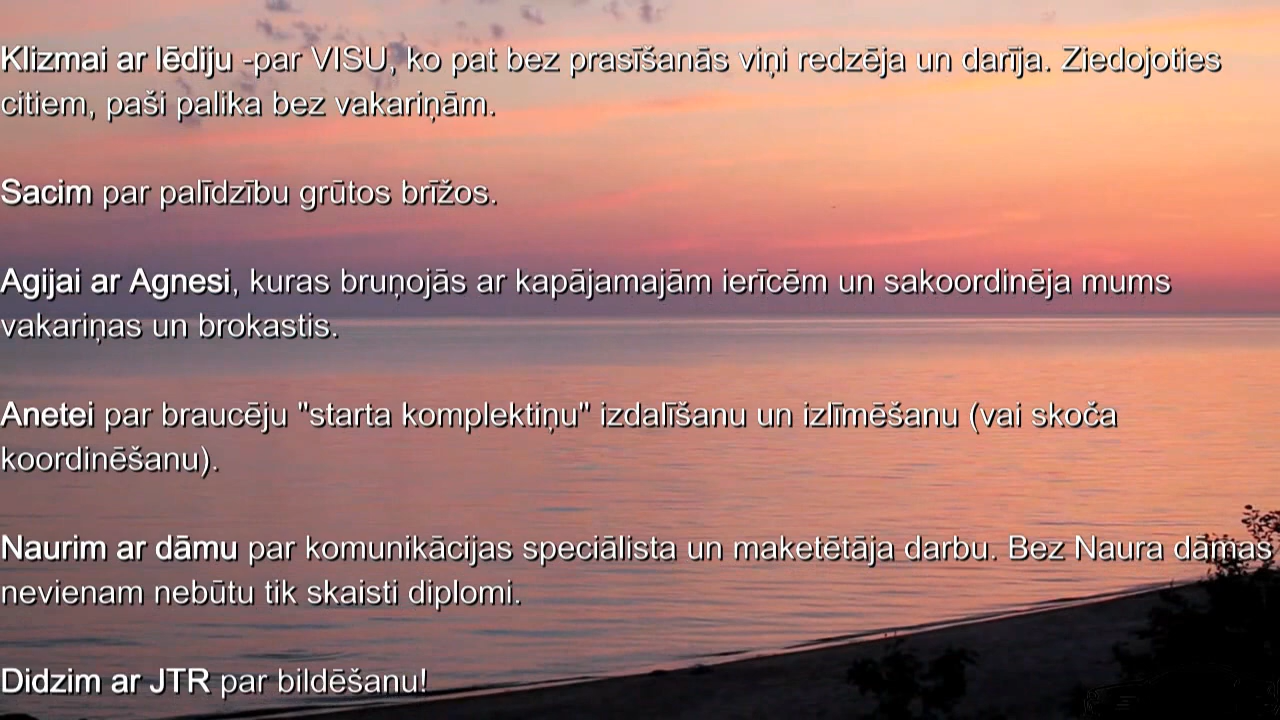 Klizmai ar lēdiju -par VISU, ko pat bez prasīšanās viņi redzēja un darīja. Ziedojoties
citiem, paši palika bez vakariņām.
Sacim par palīdzību grūtos brīžos.
Agijai ar Agnesi, kuras bruņojās ar kapājamajām ierīcēm un sakoordinēja mums
vakariņas un brokastis.
Anetei par braucēju "starta komplektiņu" izdalīšanu un izlīmēšanu (vai skoča
koordinēšanu).
Naurim ar dāmu par komunikācijas speciālista un maketētāja darbu. Bez Naura dāmas
nevienam nebūtu tik skaisti diplomi.
Didzim ar JTR par bildēšanu!